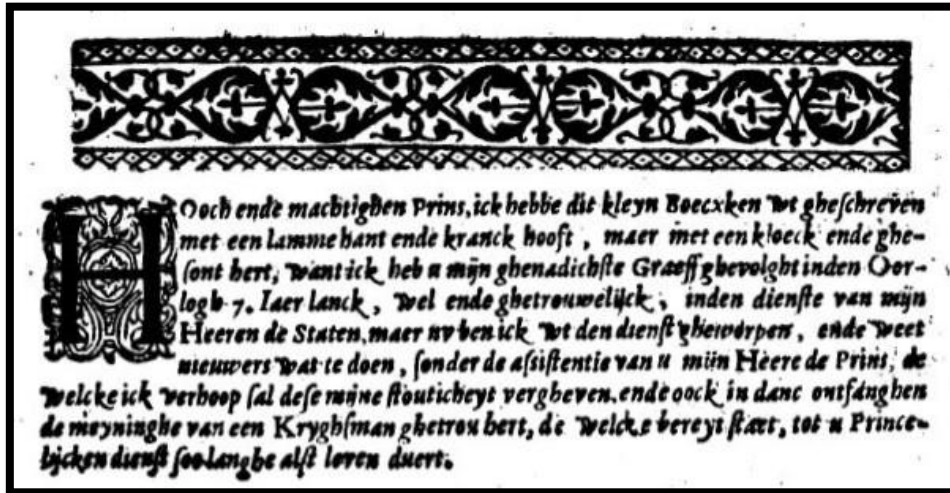 HOoch ende machtighen Prins, ick hebbe dit kleyn Boecxken wt gheschreven
met een lamme hant ende kranck hooft, maer met een kloeck ende ghe-
sont hert, want ick heb u mijn ghenadichste Graeff ghevolght inden Oor-
logh 7. Iaer lanck, wel ende ghetrouwelijck, inden dienste van mijn
Heeren de Staten, maer nv ben ick wt den dienst gheworpen, ende weet
nieuwers wat te doen, sonder de assistentie van u mijn Heere de Prins, de
welcke ick verhoop sal dese mijne stouticheyt vergheven, ende oock in danc ontfanghen
de meyninghe van een Kryghsman ghetrou hert, de welcke bereyt staet, tot u Prince-
lijcken dienst soo langhe alst leven duert.